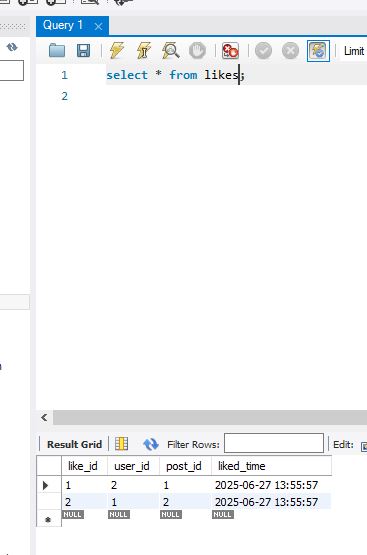 Query 1
Limit
1 select * from likes;
2
Result Grid Filter Rows: Edit:
like_id user_id post_id liked_time
1 2 1 2025-06-27 13:55:57
2 1 2 2025-06-27 13:55:57
NULL NULL NULL NULL